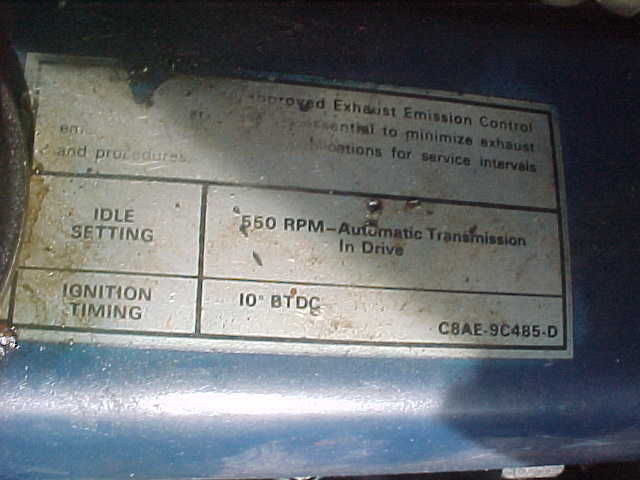 approved Exhaust Emission Control
essential to minimize exhaust
and procedures. for service intervals
IDLE
SETTING
550 RPM–Automatic Transmission
In Drive
IGNITION
TIMING
10° BTDC
C8AE-9C485-D